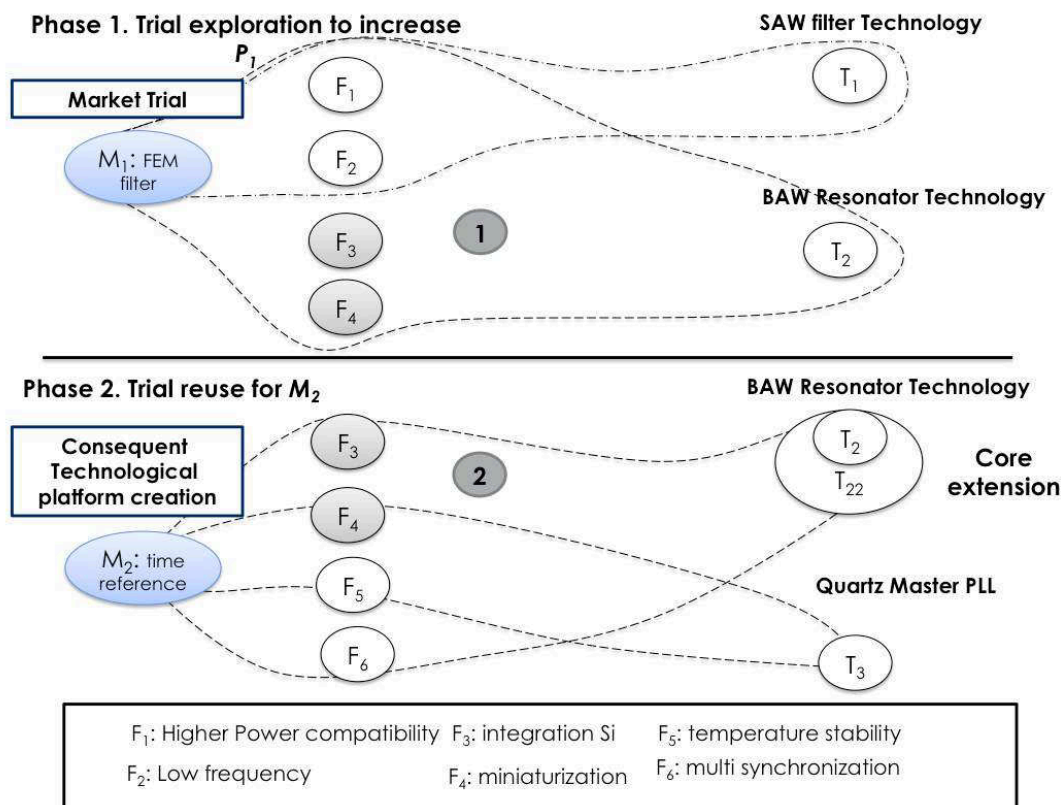 Phase 1. Trial exploration to increase
P₁
SAW filter Technology
Market Trial
F₁
T₁
M₁: FEM
filter
F₂
BAW Resonator Technology
F₃
1
T₂
F₄
Phase 2. Trial reuse for M₂
BAW Resonator Technology
Consequent
Technological
platform creation
F₃
2
T₂
T₂₂
Core
extension
F₄
M₂: time
reference
F₅
Quartz Master PLL
F₆
T₃
F₁: Higher Power compatibility F₃: integration Si F₅: temperature stability
F₂: Low frequency F₄: miniaturization F₆: multi synchronization